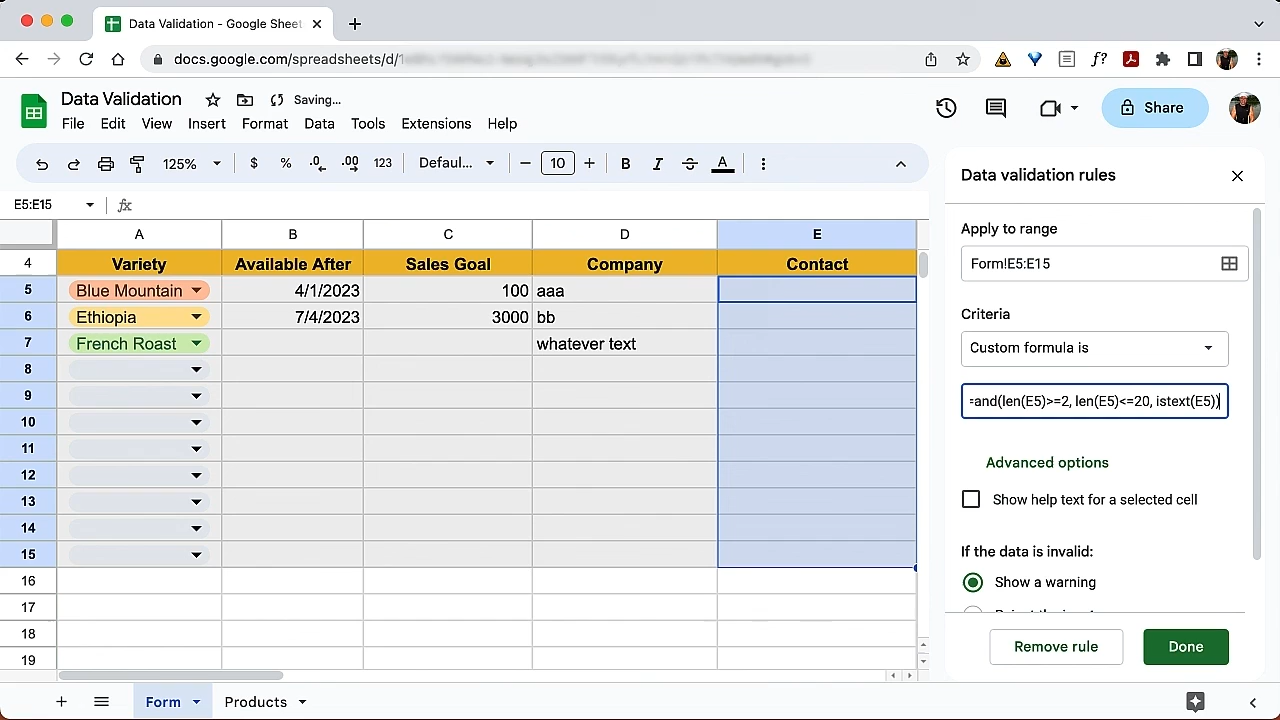 Data Validation - Google Sheet
docs.google.com/spreadsheets/d/1
Data Validation
Saving...
File Edit View Insert Format Data Tools Extensions Help
Share
125% $ % .0 .00 123 Defaul... 10 B I S A
E5:E15
fx
A B C D E
4 Variety Available After Sales Goal Company Contact
5 Blue Mountain 4/1/2023 100 aaa
6 Ethiopia 7/4/2023 3000 bb
7 French Roast whatever text
8
9
10
11
12
13
14
15
16
17
18
19
Form Products
Data validation rules
Apply to range
Form!E5:E15
Criteria
Custom formula is
=and(len(E5)>=2, len(E5)<=20, istext(E5))
Advanced options
Show help text for a selected cell
If the data is invalid:
Show a warning
Remove rule Done